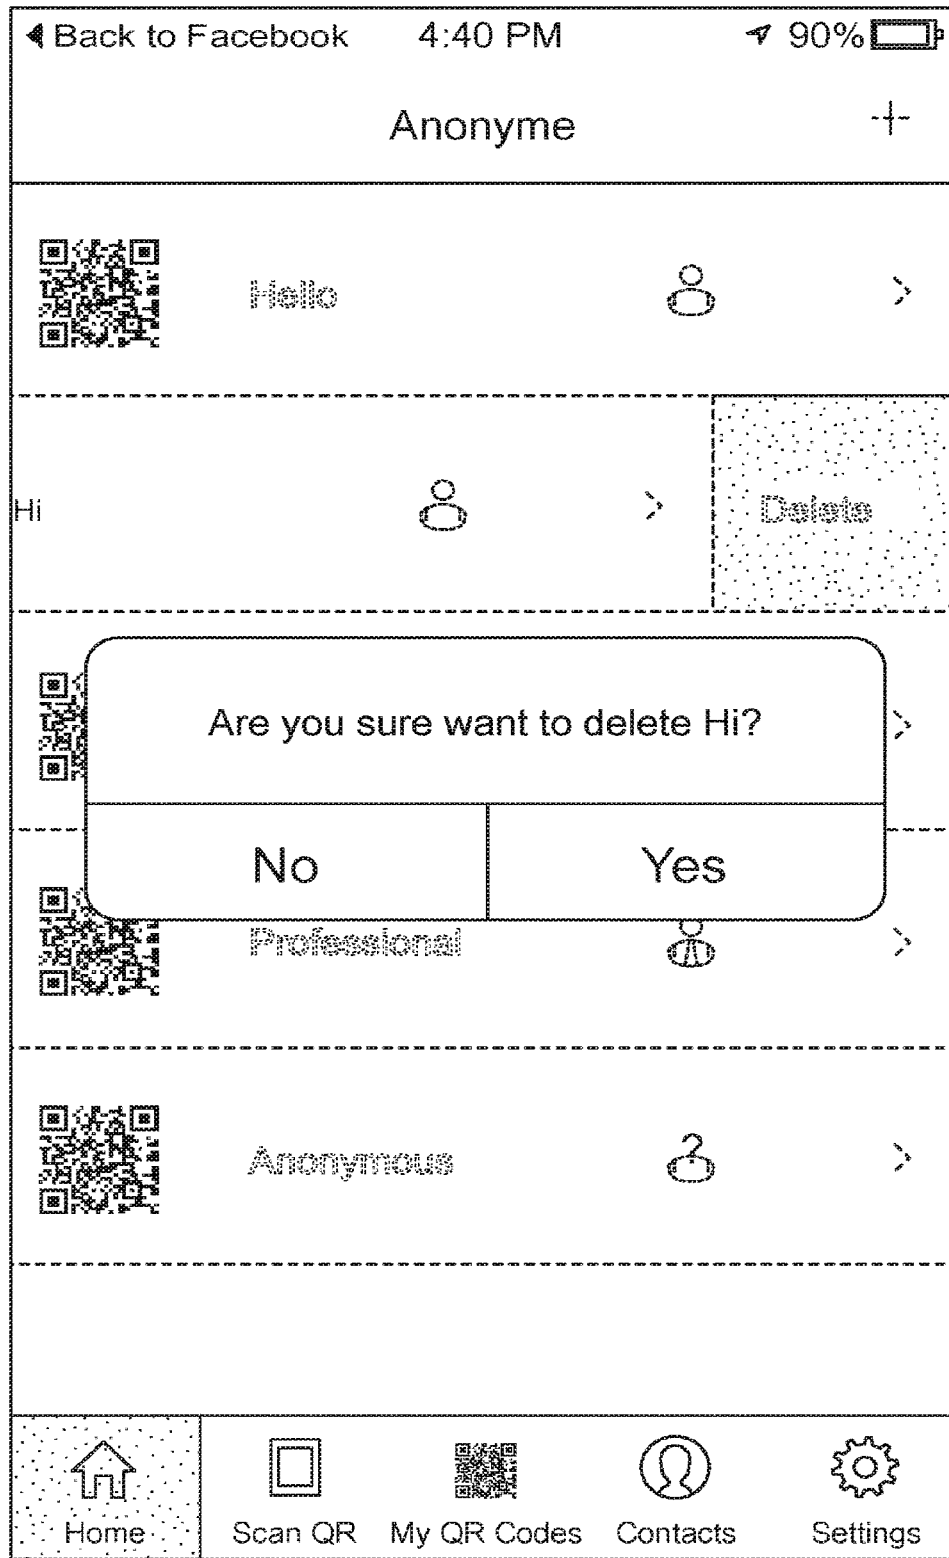 Back to Facebook 4:40 PM 90%
Anonyme
Hello
Hi Delete
Are you sure want to delete Hi?
No Yes
Professional
Anonymous
Home Scan QR My QR Codes Contacts Settings